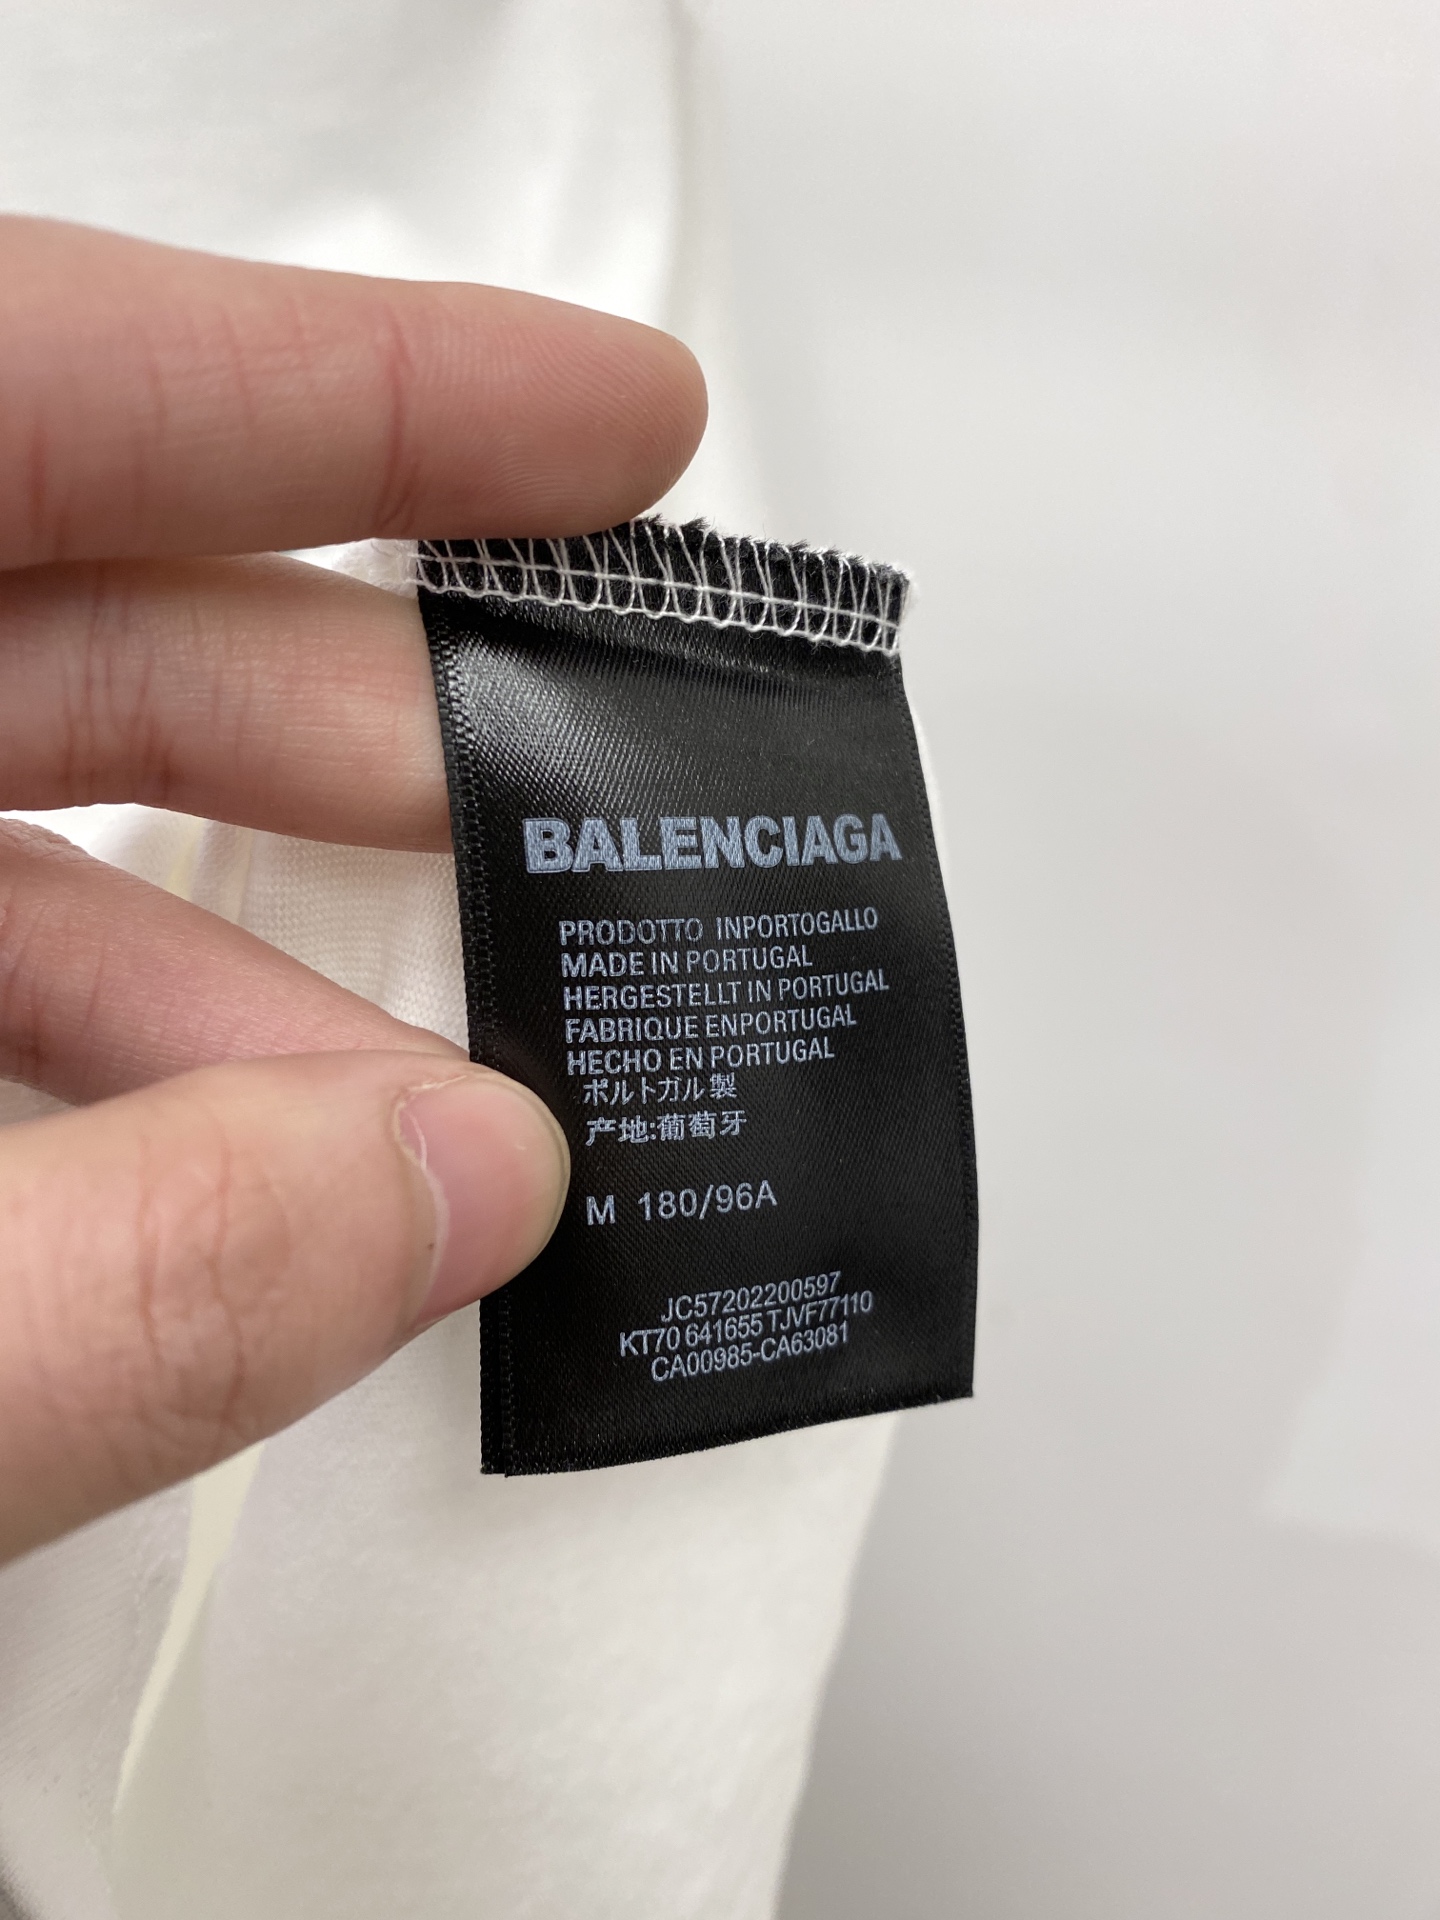 BALENCIAGA
PRODOTTO INPORTOGALLO
MADE IN PORTUGAL
HERGESTELLT IN PORTUGAL
FABRIQUE ENPORTUGAL
HECHO EN PORTUGAL
ポルトガル製
产地:葡萄牙
M 180/96A
JC57202200597
KT70 641655 TJVF77110
CA00985-CA63081